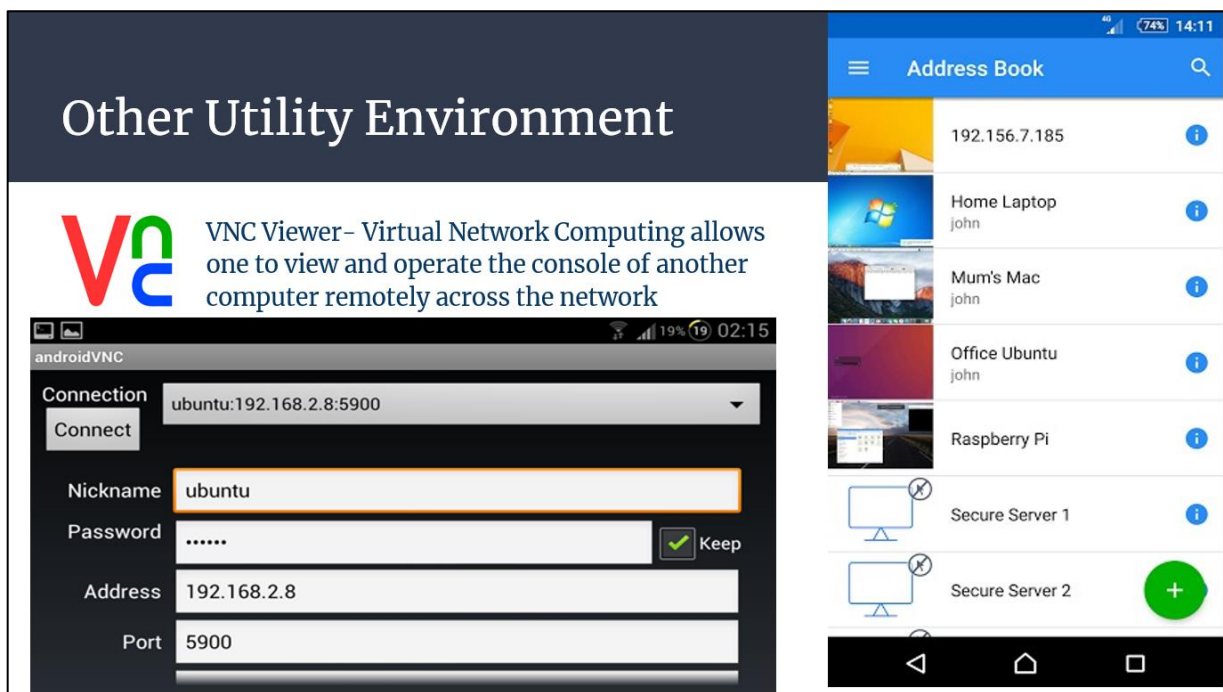 Other Utility Environment
VNC
VNC Viewer- Virtual Network Computing allows
one to view and operate the console of another
computer remotely across the network
19% 19 02:15
androidVNC
Connection
ubuntu:192.168.2.8:5900
Connect
Nickname ubuntu
Password ······ Keep
Address 192.168.2.8
Port 5900
4G 74% 14:11
Address Book
192.156.7.185
Home Laptop
john
Mum's Mac
john
Office Ubuntu
john
Raspberry Pi
Secure Server 1
Secure Server 2